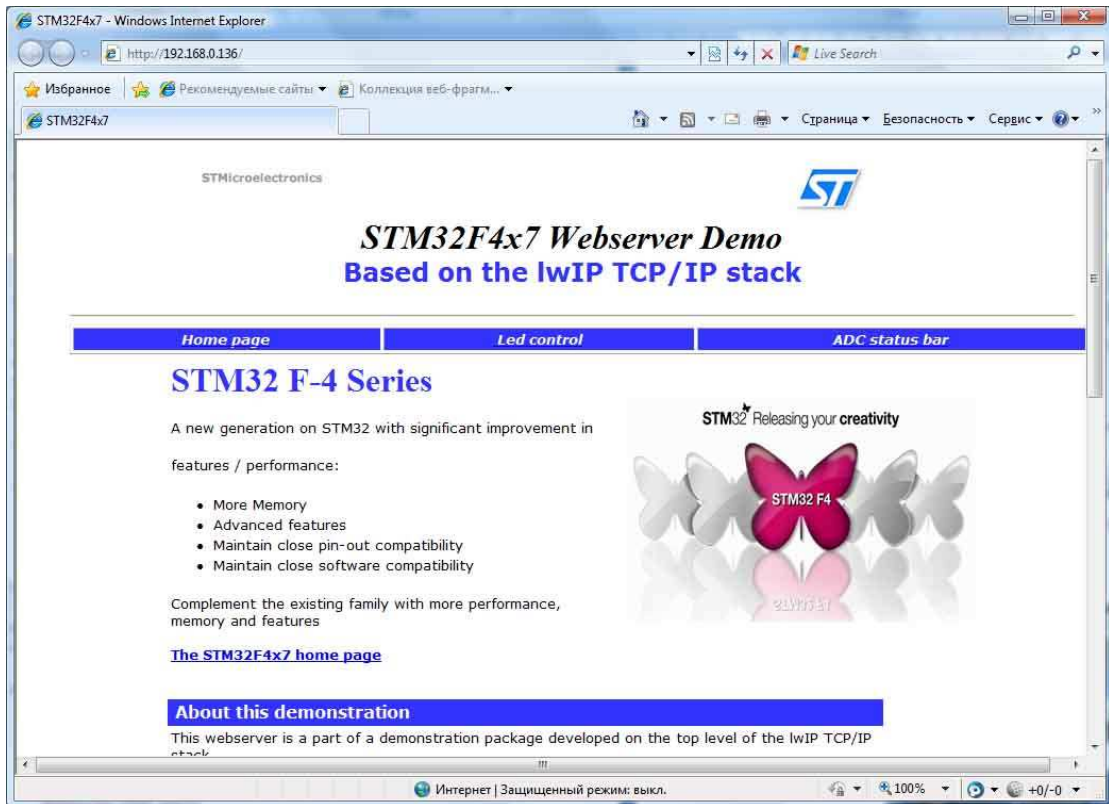 STM32F4x7 - Windows Internet Explorer
http://192.168.0.136/
Live Search
Избранное Рекомендуемые сайты Коллекция веб-фрагм...
STM32F4x7
Страница Безопасность Сервис
STMicroelectronics
ST
STM32F4x7 Webserver Demo
Based on the lwIP TCP/IP stack
Home page Led control ADC status bar
STM32 F-4 Series
A new generation on STM32 with significant improvement in
features / performance:
More Memory
Advanced features
Maintain close pin-out compatibility
Maintain close software compatibility
Complement the existing family with more performance,
memory and features
The STM32F4x7 home page
STM32 Releasing your creativity
STM32 F4
About this demonstration
This webserver is a part of a demonstration package developed on the top level of the lwIP TCP/IP
stack
Интернет | Защищенный режим: выкл.
100% +0/-0